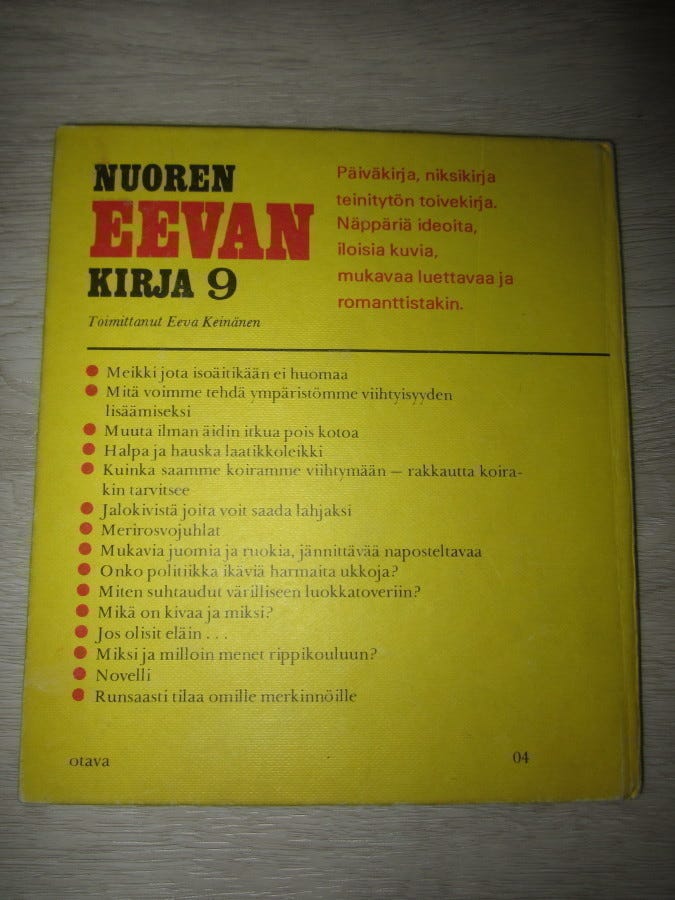 NUOREN
EEVAN
KIRJA 9
Toimittanut Eeva Keinänen
Päiväkirja, niksikirja
teinitytön toivekirja.
Näppäriä ideoita,
iloisia kuvia,
mukavaa luettavaa ja
romanttistakin.
● Meikki jota isoäitikään ei huomaa
● Mitä voimme tehdä ympäristömme viihtyisyyden
lisäämiseksi
● Muuta ilman äidin itkua pois kotoa
● Halpa ja hauska laatikkoleikki
● Kuinka saamme koiramme viihtymään – rakkautta koira-
kin tarvitsee
● Jalokivistä joita voit saada lahjaksi
● Merirosvojuhlat
● Mukavia juomia ja ruokia, jännittävää naposteltavaa
● Onko politiikka ikäviä harmaita ukkoja?
● Miten suhtaudut värilliseen luokkatoveriin?
● Mikä on kivaa ja miksi?
● Jos olisit eläin . . .
● Miksi ja milloin menet rippikouluun?
● Novelli
● Runsaasti tilaa omille merkinnöille
otava
04